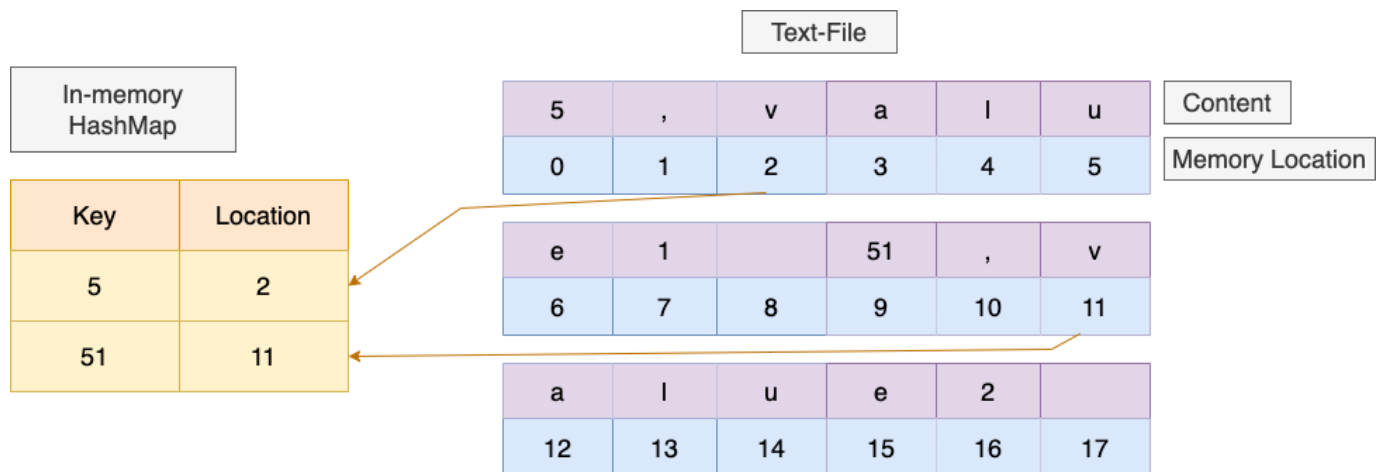 Text-File
In-memory
HashMap
5 , v a l u
Content
0 1 2 3 4 5
Memory Location
Key Location
5 2
51 11
e 1 51 , v
6 7 8 9 10 11
a l u e 2
12 13 14 15 16 17